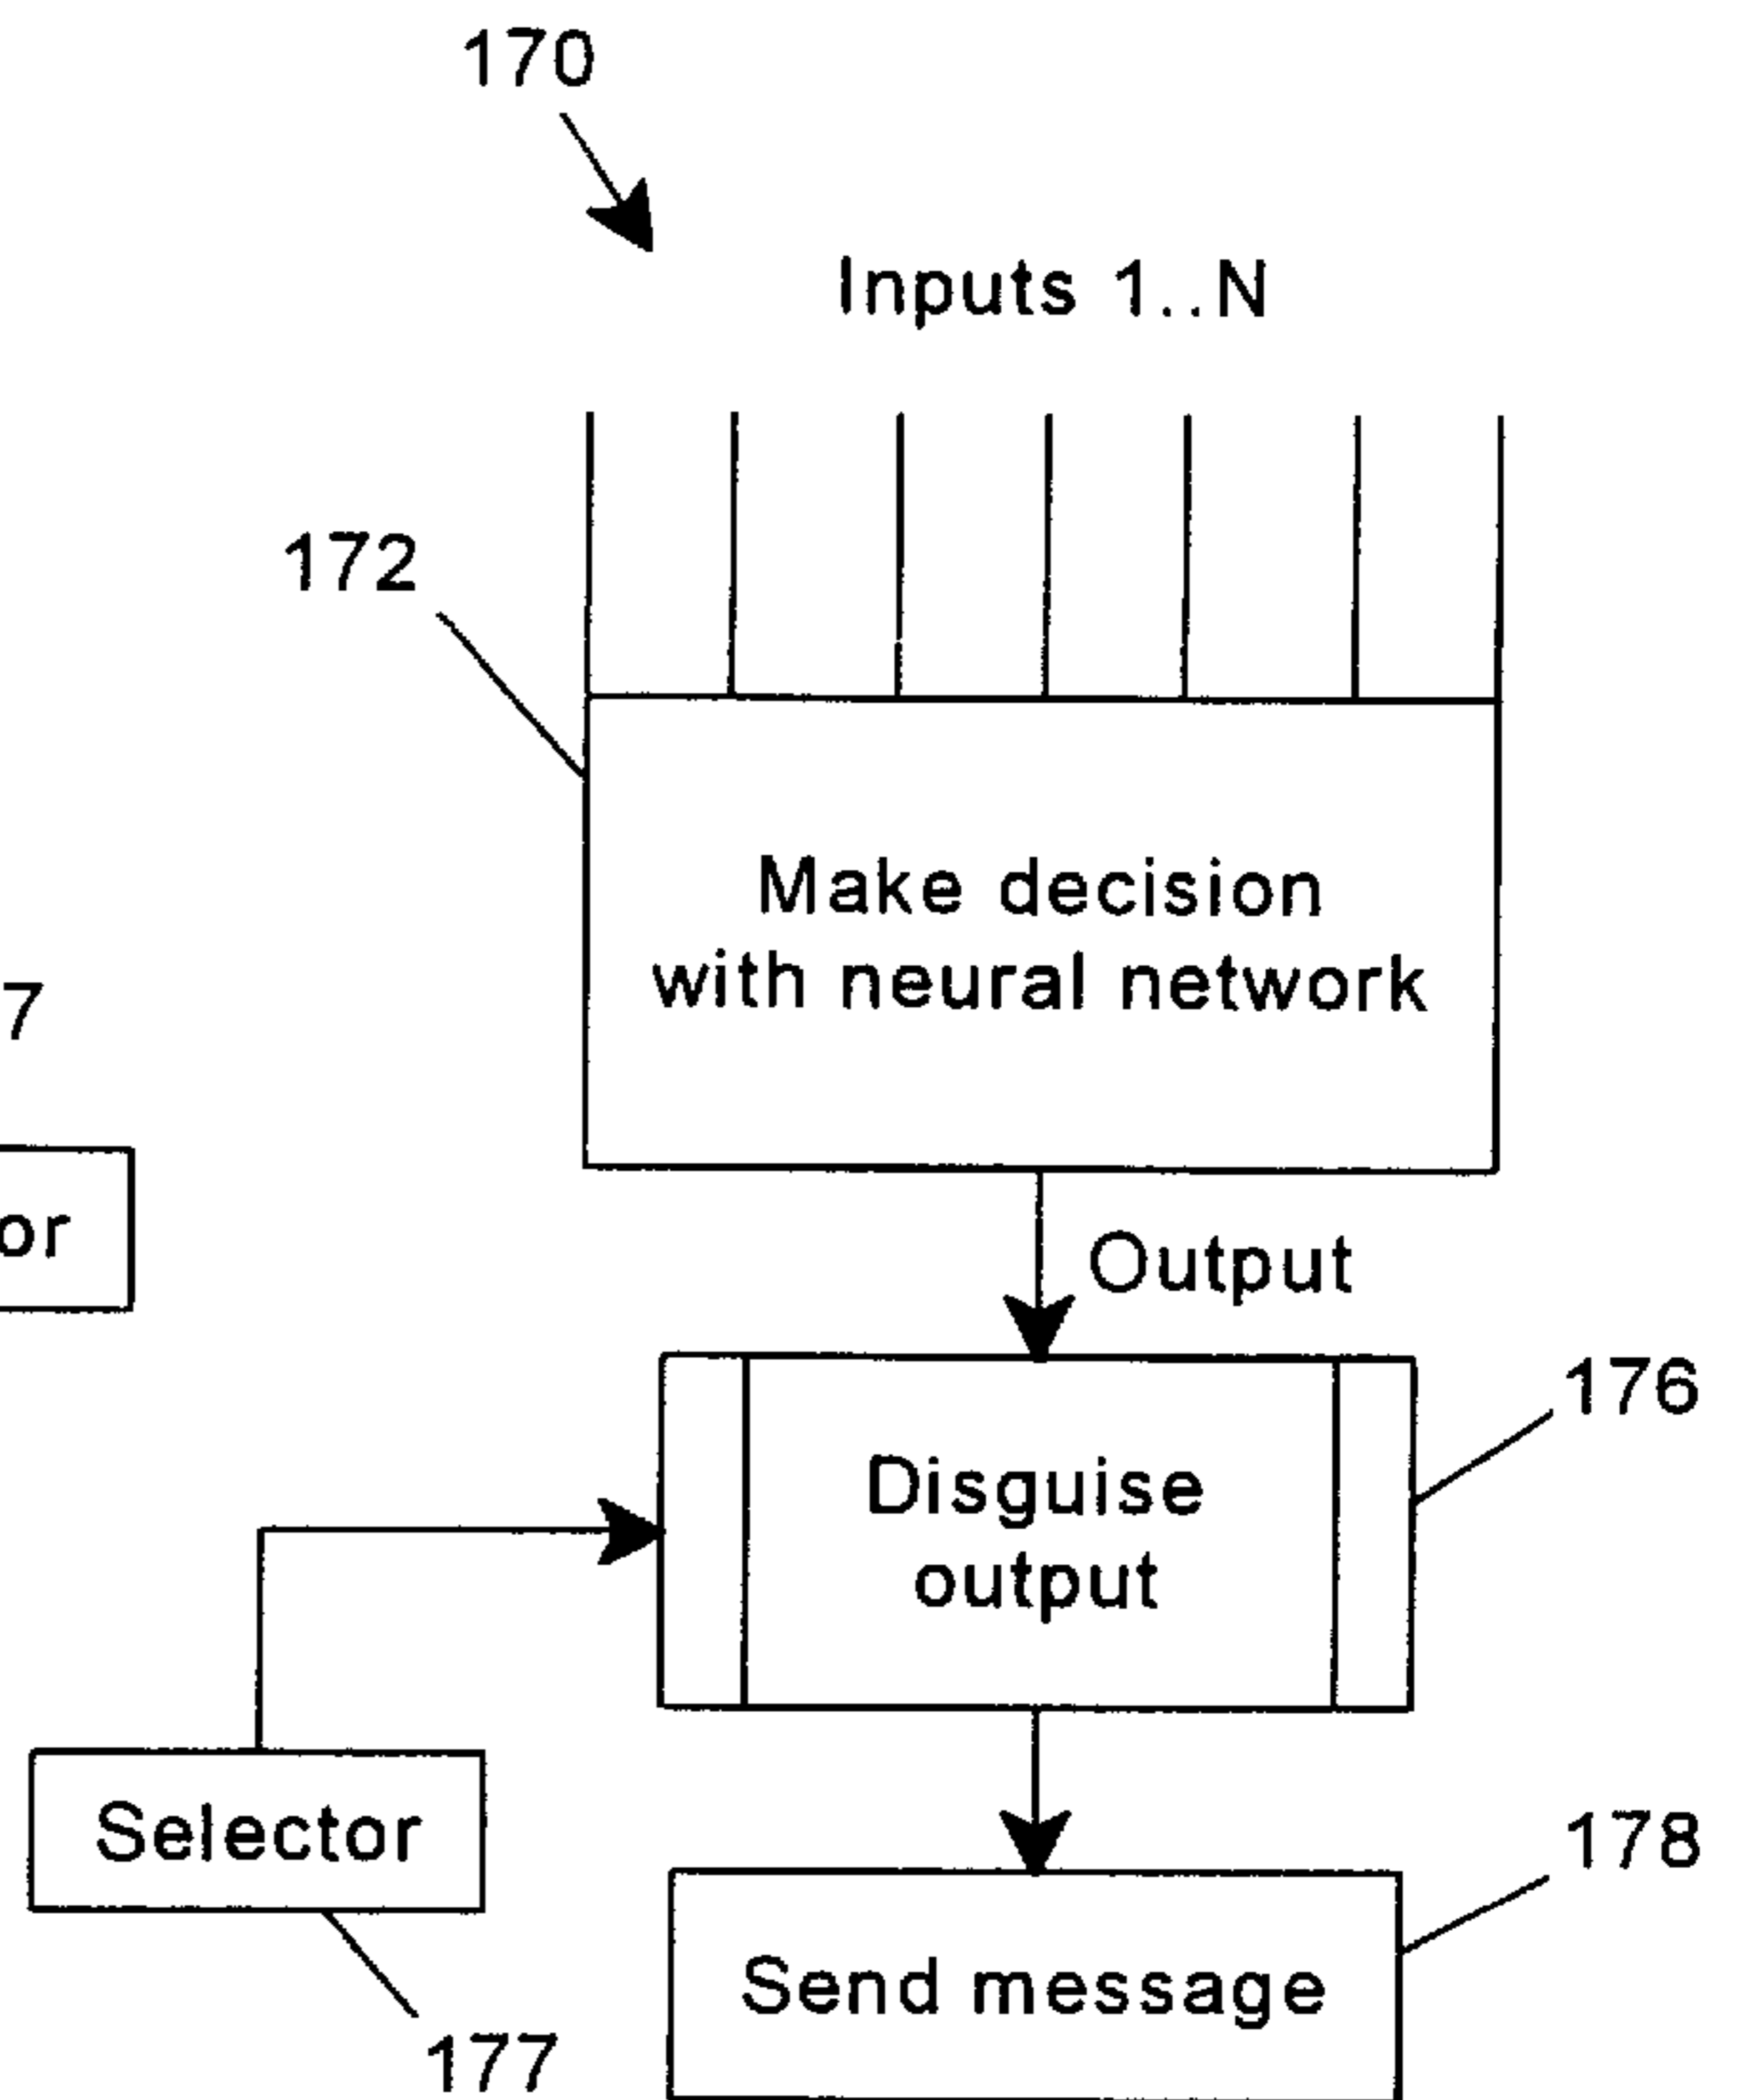 170
Inputs 1..N
172
Make decision
with neural network
7
or
Output
176
Disguise
output
Selector
178
Send message
177